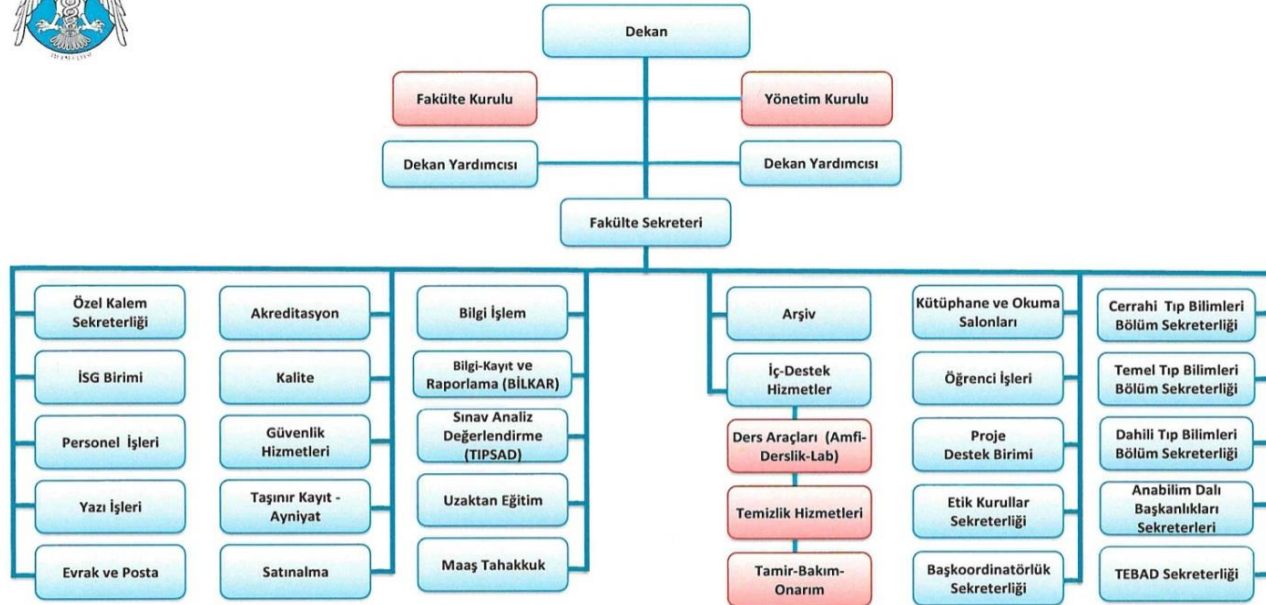 Dekan
Fakülte Kurulu
Yönetim Kurulu
Dekan Yardımcısı
Dekan Yardımcısı
Fakülte Sekreteri
Özel Kalem
Sekreterliği
İSG Birimi
Personel İşleri
Yazı İşleri
Evrak ve Posta
Akreditasyon
Kalite
Güvenlik
Hizmetleri
Taşınır Kayıt -
Ayniyat
Satınalma
Bilgi İşlem
Bilgi-Kayıt ve
Raporlama (BİLKAR)
Sınav Analiz
Değerlendirme
(TIPSAD)
Uzaktan Eğitim
Maaş Tahakkuk
Arşiv
İç-Destek
Hizmetler
Ders Araçları (Amfi-
Derslik-Lab)
Temizlik Hizmetleri
Tamir-Bakım-
Onarım
Kütüphane ve Okuma
Salonları
Öğrenci İşleri
Proje
Destek Birimi
Etik Kurullar
Sekreterliği
Başkoordinatörlük
Sekreterliği
Cerrahi Tıp Bilimleri
Bölüm Sekreterliği
Temel Tıp Bilimleri
Bölüm Sekreterliği
Dahili Tıp Bilimleri
Bölüm Sekreterliği
Anabilim Dalı
Başkanlıkları
Sekreterleri
TEBAD Sekreterliği